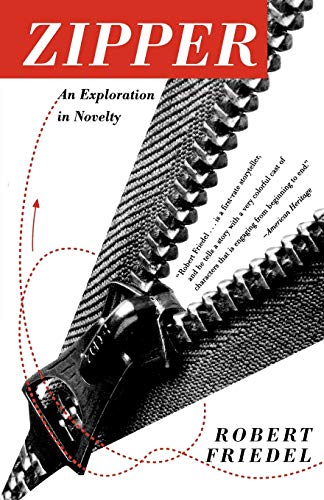 ZIPPER
An Exploration
in Novelty
"Robert Friedel . . . is a first-rate storyteller,
and he tells a story with a very colorful cast of
characters that is engaging from beginning to end."
—American Heritage
ROBERT
FRIEDEL